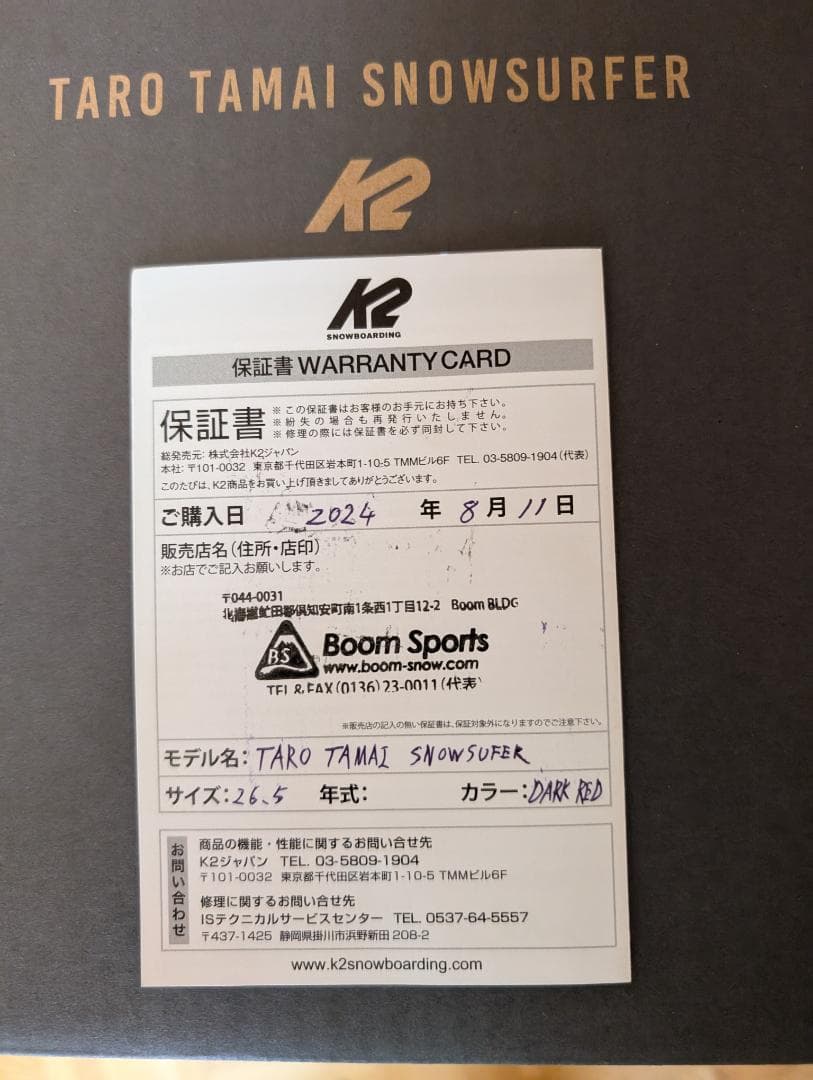 TARO TAMAI SNOWSURFER
K2
K2
SNOWBOARDING
保証書 WARRANTY CARD
保証書
※この保証書はお客様のお手元にお持ち下さい。
※紛失の場合も再発行いたしません。
※修理の際には保証書を必ず同封して下さい。
総発売元: 株式会社K2ジャパン
本社: 〒101-0032 東京都千代田区岩本町1-10-5 TMMビル6F TEL. 03-5809-1904(代表)
このたびは、K2商品をお買い上げ頂きましてありがとうございます。
ご購入日 2024 年 8 月 11 日
販売店名(住所・店印)
※お店でご記入お願いします。
〒044-0031
北海道虻田郡倶知安町南1条西1丁目12-2 Boom BLDG
BS Boom Sports
www.boom-snow.com
TEL & FAX (0136) 23-0011 (代表)
※販売店の記入の無い保証書は、保証対象外になりますのでご注意下さい。
モデル名: TARO TAMAI SNOWSUFER
サイズ: 26.5 年式: カラー: DARK RED
お問い合わせ
商品の機能・性能に関するお問い合せ先
K2ジャパン TEL. 03-5809-1904
〒101-0032 東京都千代田区岩本町1-10-5 TMMビル6F
修理に関するお問い合せ先
ISテクニカルサービスセンター TEL. 0537-64-5557
〒437-1425 静岡県掛川市浜野新田 208-2
www.k2snowboarding.com